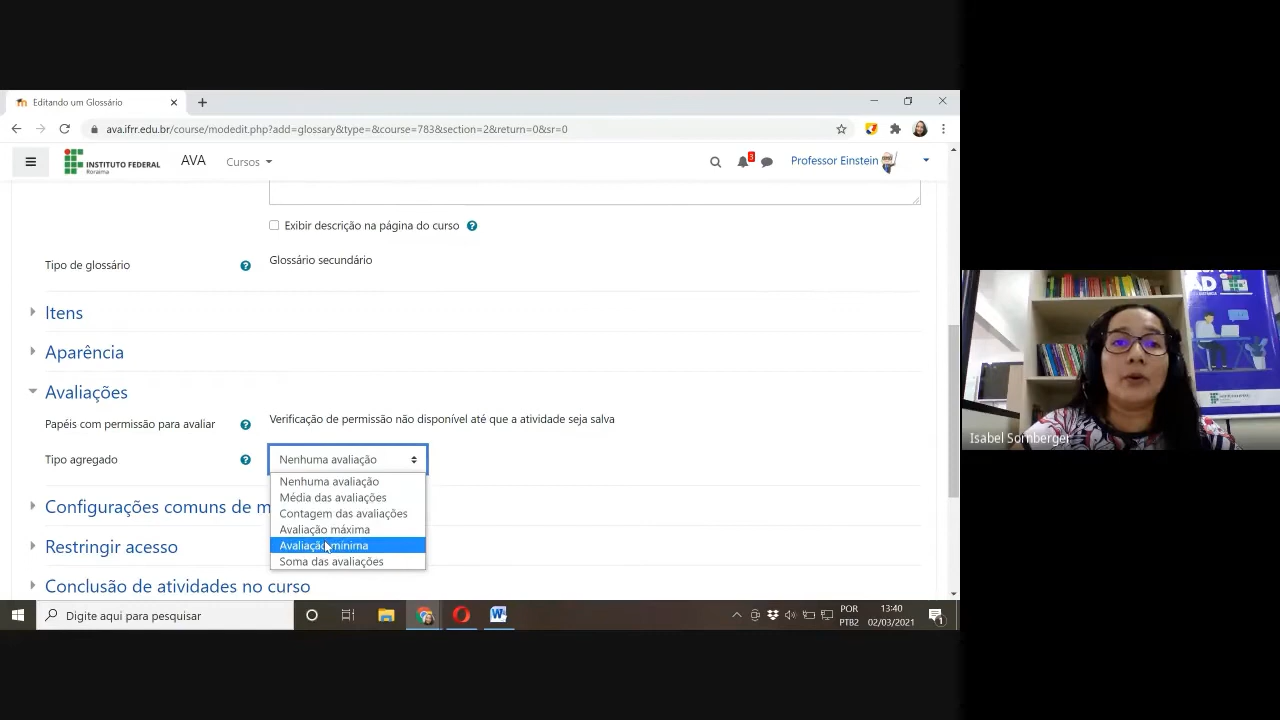 Editando um Glossário
ava.ifrr.edu.br/course/modedit.php?add=glossary&type=&course=783&section=2&return=0&sr=0
INSTITUTO FEDERAL
Roraima
AVA
Cursos
3
Professor Einstein
Exibir descrição na página do curso
Tipo de glossário
Glossário secundário
Itens
Aparência
Avaliações
Papéis com permissão para avaliar
Verificação de permissão não disponível até que a atividade seja salva
Tipo agregado
Nenhuma avaliação
Nenhuma avaliação
Média das avaliações
Contagem das avaliações
Avaliação máxima
Avaliação mínima
Soma das avaliações
Configurações comuns de m
Restringir acesso
Conclusão de atividades no curso
Digite aqui para pesquisar
POR
PTB2
13:40
02/03/2021
1
AD
Isabel Sornberger